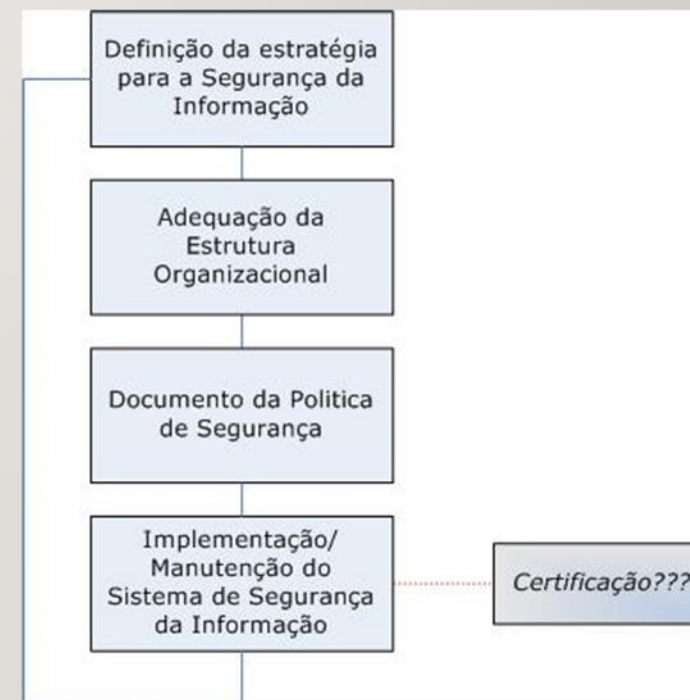 Definição da estratégia
para a Segurança da
Informação
Adequação da
Estrutura
Organizacional
Documento da Politica
de Segurança
Implementação/
Manutenção do
Sistema de Segurança
da Informação
Certificação???